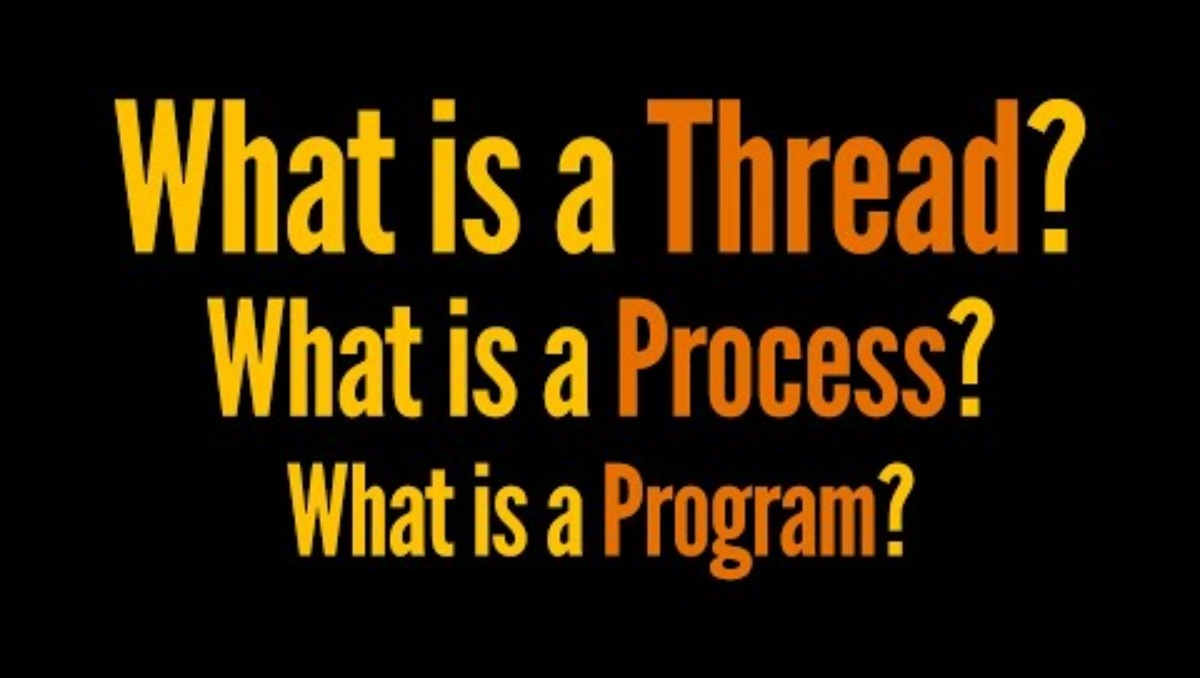 What is a Thread?
What is a Process?
What is a Program?